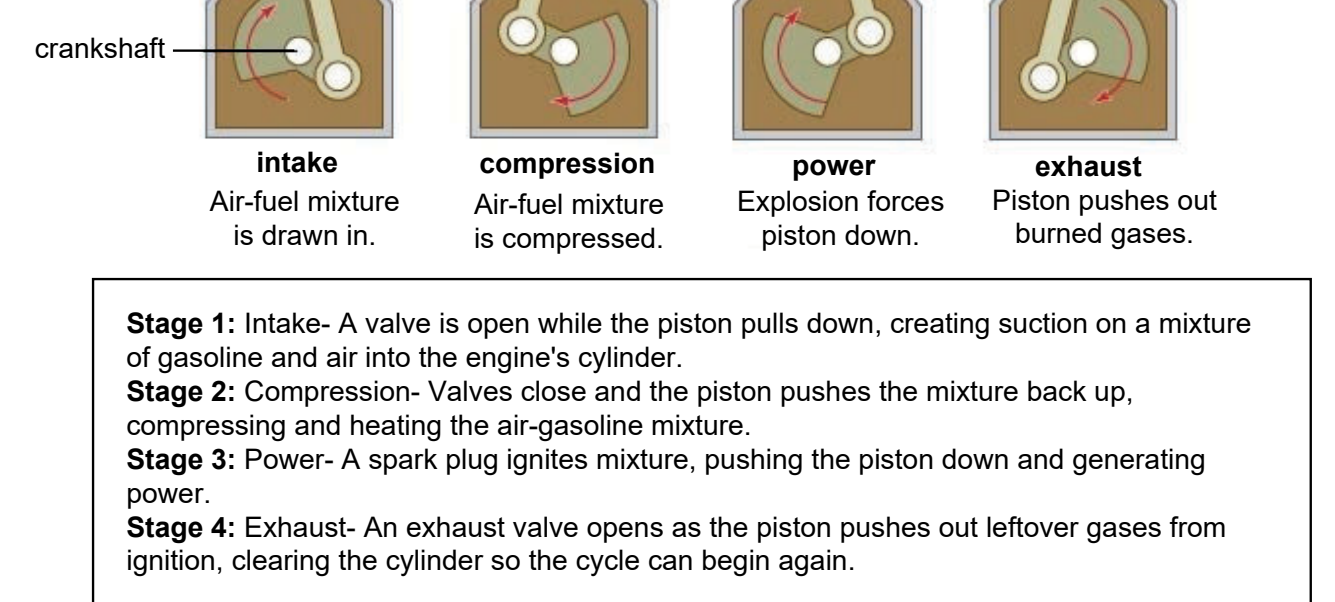 crankshaft
intake
Air-fuel mixture
is drawn in.
compression
Air-fuel mixture
is compressed.
power
Explosion forces
piston down.
exhaust
Piston pushes out
burned gases.
Stage 1: Intake- A valve is open while the piston pulls down, creating suction on a mixture
of gasoline and air into the engine's cylinder.
Stage 2: Compression- Valves close and the piston pushes the mixture back up,
compressing and heating the air-gasoline mixture.
Stage 3: Power- A spark plug ignites mixture, pushing the piston down and generating
power.
Stage 4: Exhaust- An exhaust valve opens as the piston pushes out leftover gases from
ignition, clearing the cylinder so the cycle can begin again.